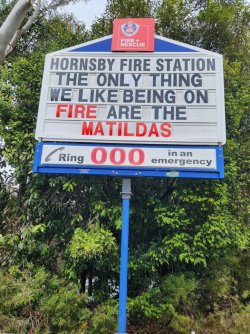 FIRE+
RESCUE
HORNSBY FIRE STATION
THE ONLY THING
WE LIKE BEING ON
FIRE ARE THE
MATILDAS
Ring 000 in an
emergency